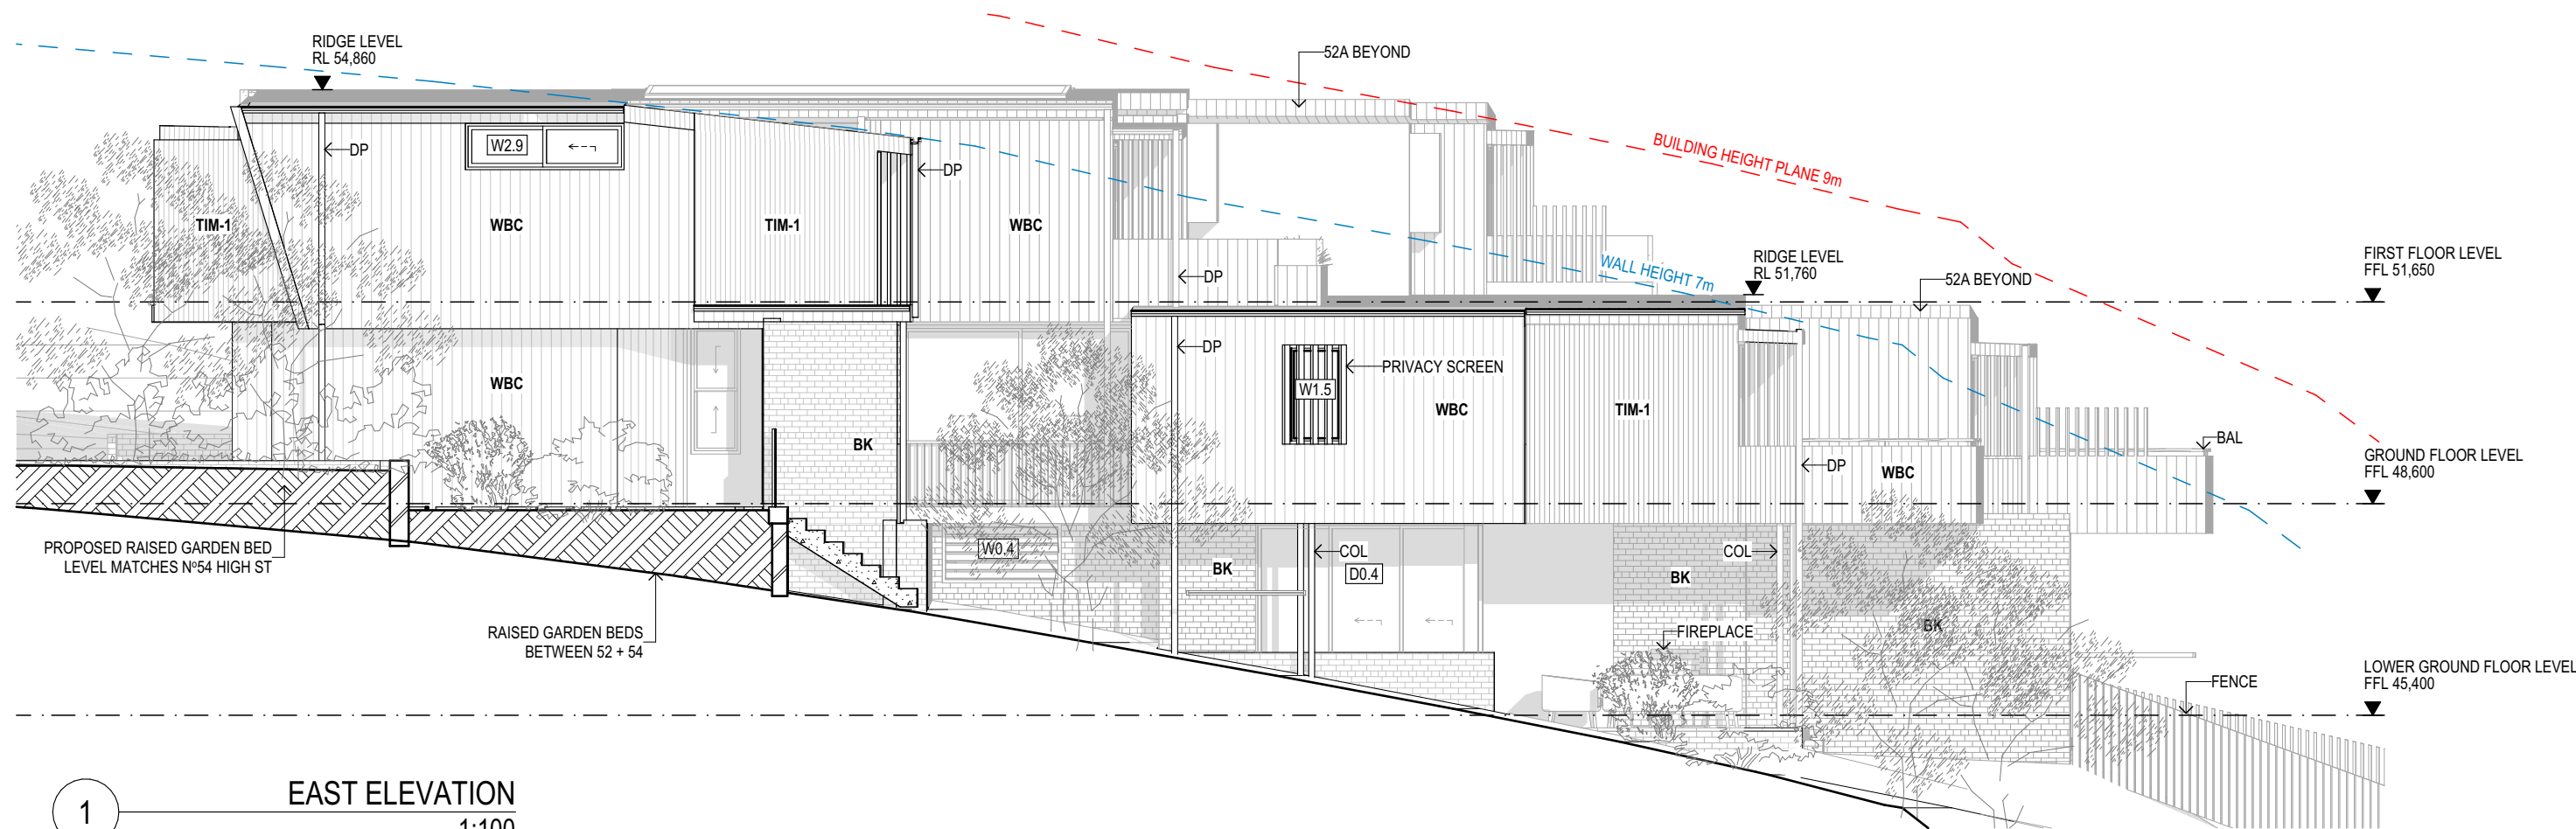 RIDGE LEVEL
RL 54,860
52A BEYOND
BUILDING HEIGHT PLANE 9m
W2.9
DP
DP
TIM-1
WBC
TIM-1
WBC
DP
WALL HEIGHT 7m
RIDGE LEVEL
RL 51,760
52A BEYOND
FIRST FLOOR LEVEL
FFL 51,650
DP
PRIVACY SCREEN
W1.5
WBC
WBC
TIM-1
BK
BAL
DP
WBC
GROUND FLOOR LEVEL
FFL 48,600
PROPOSED RAISED GARDEN BED
LEVEL MATCHES Nº54 HIGH ST
W0.4
BK
COL
D0.4
COL
BK
RAISED GARDEN BEDS
BETWEEN 52 + 54
FIREPLACE
BK
FENCE
LOWER GROUND FLOOR LEVEL
FFL 45,400
1
EAST ELEVATION
1:100